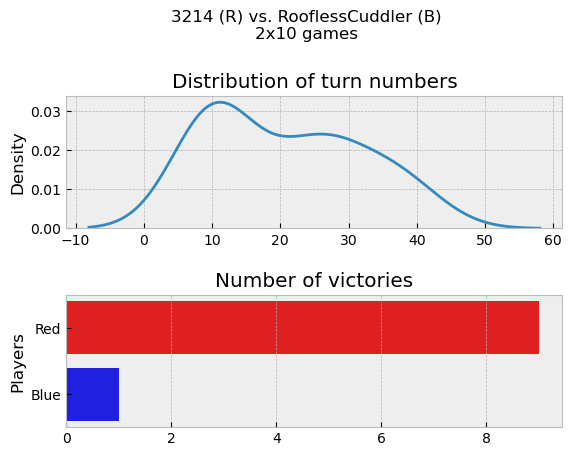 3214 (R) vs. RooflessCuddler (B)
2x10 games
Distribution of turn numbers
Density
0.03
0.02
0.01
0.00
−10 0 10 20 30 40 50 60
Number of victories
Players
Red
Blue
0 2 4 6 8